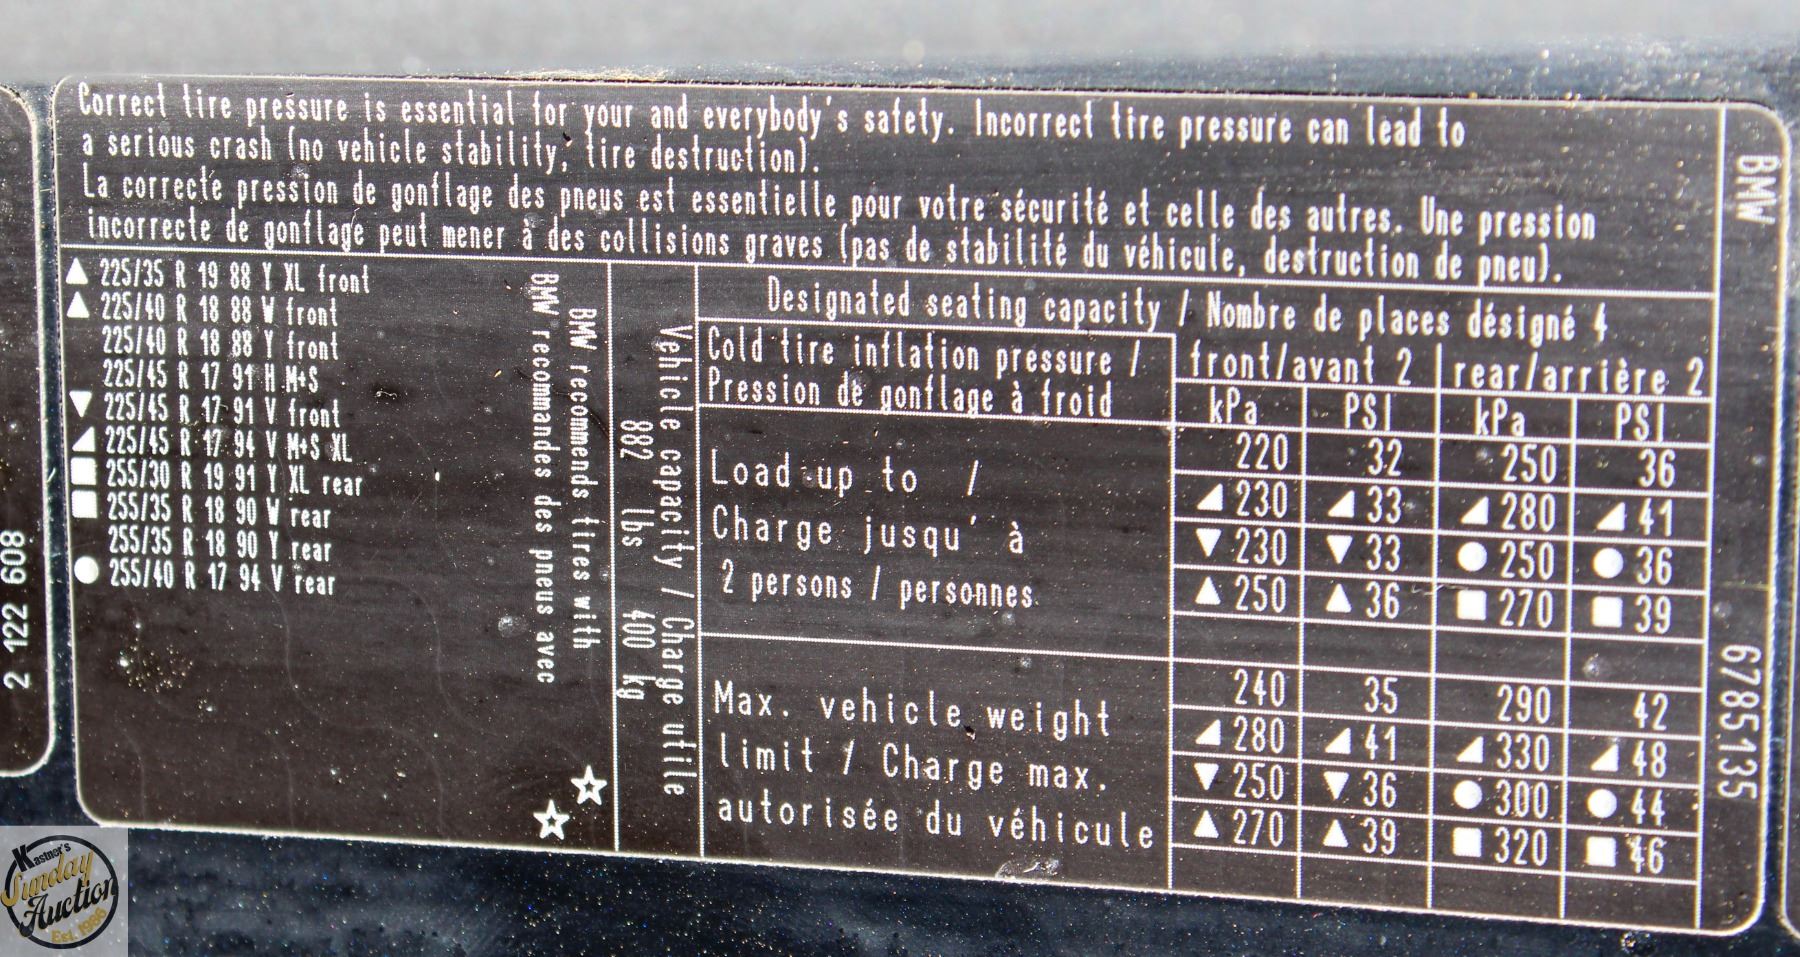 Correct tire pressure is essential for your and everybody's safety. Incorrect tire pressure can lead to
a serious crash (no vehicle stability, tire destruction).
La correcte pression de gonflage des pneus est essentielle pour votre sécurité et celle des autres. Une pression
incorrecte de gonflage peut mener à des collisions graves (pas de stabilité du véhicule, destruction de pneu).
▲ 225/35 R 19 88 Y XL front
▲ 225/40 R 18 88 W front
225/40 R 18 88 Y front
225/45 R 17 91 H M+S
▼ 225/45 R 17 91 V front
◢ 225/45 R 17 94 V M+S XL
■ 255/30 R 19 91 Y XL rear
■ 255/35 R 18 90 W rear
255/35 R 18 90 Y rear
● 255/40 R 17 94 V rear
BMW recommends tires with ☆
BMW recommandes des pneus avec ☆
Vehicle capacity / Charge utile
882 lbs 400 kg
Designated seating capacity / Nombre de places désigné 4
Cold tire inflation pressure /
Pression de gonflage à froid
front/avant 2 rear/arrière 2
kPa PSI kPa PSI
Load up to /
Charge jusqu' à
2 persons / personnes
220 32 250 36
◢ 230 ◢ 33 ◢ 280 ◢ 41
▼ 230 ▼ 33 ● 250 ● 36
▲ 250 ▲ 36 ■ 270 ■ 39
Max. vehicle weight
limit / Charge max.
autorisée du véhicule
240 35 290 42
◢ 280 ◢ 41 ◢ 330 ◢ 48
▼ 250 ▼ 36 ● 300 ● 44
▲ 270 ▲ 39 ■ 320 ■ 46
BMW 6785135
2 122 608
Kastner's
Sunday
Auction
Est. 1986